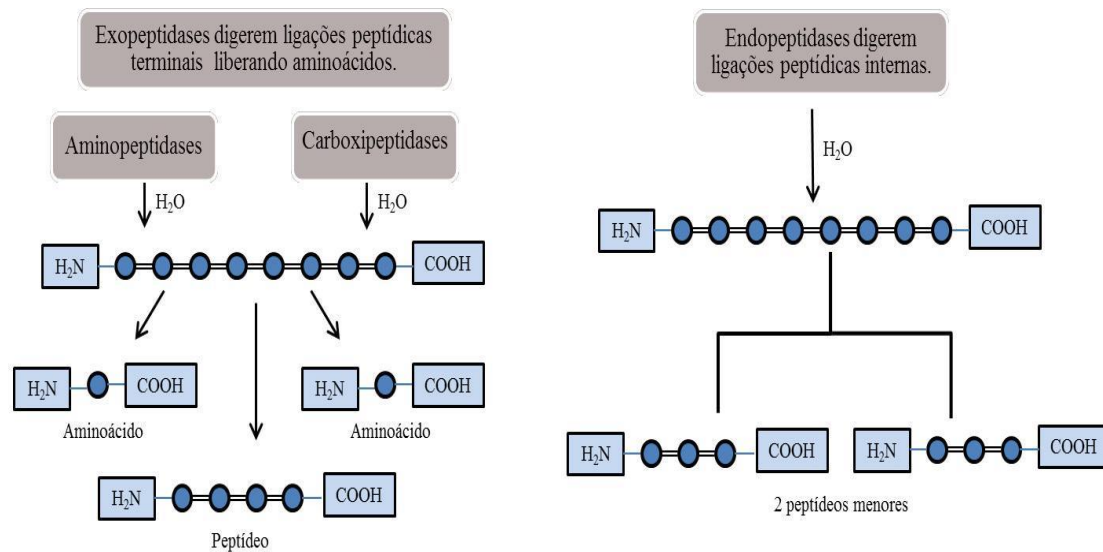 Exopeptidases digerem ligações peptídicas
terminais liberando aminoácidos.
Aminopeptidases
Carboxipeptidases
H₂O
H₂O
H₂N
COOH
H₂N
COOH
Aminoácido
H₂N
COOH
Aminoácido
H₂N
COOH
Peptídeo
Endopeptidases digerem
ligações peptídicas internas.
H₂O
H₂N
COOH
H₂N
COOH
H₂N
COOH
2 peptídeos menores